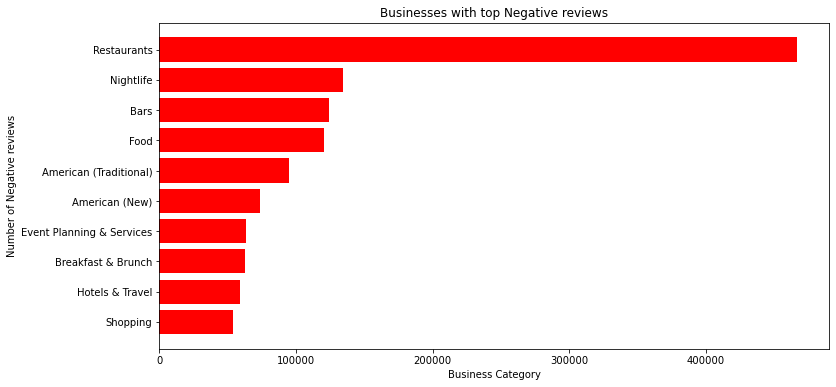 Businesses with top Negative reviews
Number of Negative reviews
Restaurants
Nightlife
Bars
Food
American (Traditional)
American (New)
Event Planning & Services
Breakfast & Brunch
Hotels & Travel
Shopping
0 100000 200000 300000 400000
Business Category